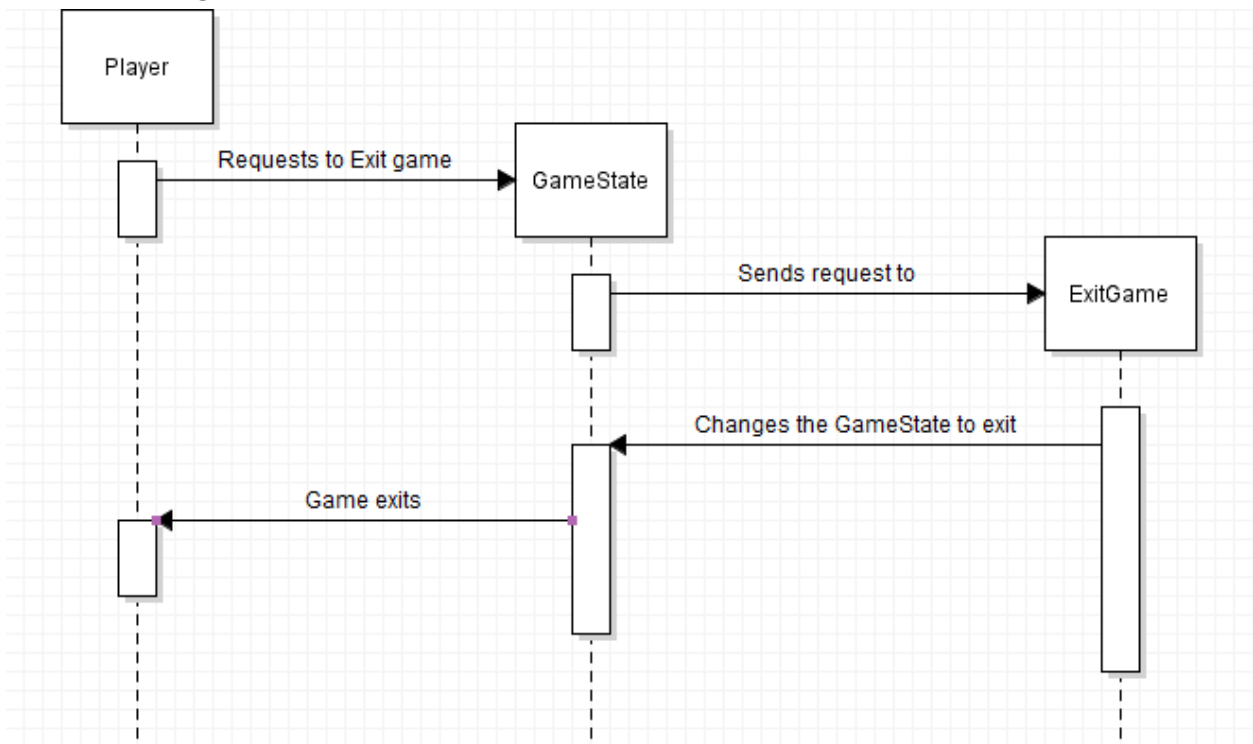 Player
Requests to Exit game
GameState
Sends request to
ExitGame
Changes the GameState to exit
Game exits